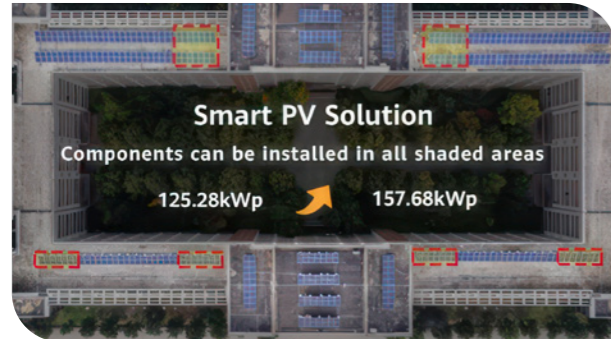 Smart PV Solution
Components can be installed in all shaded areas
125.28kWp 157.68kWp